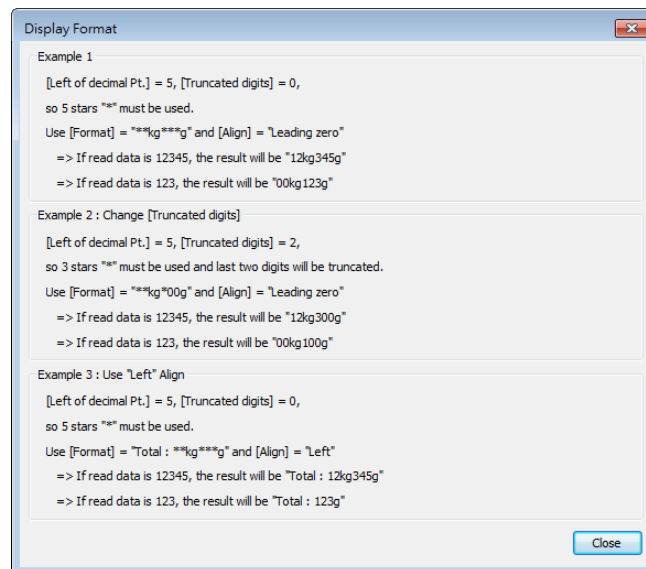 Display Format
Example 1
[Left of decimal Pt.] = 5, [Truncated digits] = 0,
so 5 stars "*" must be used.
Use [Format] = "**kg***g" and [Align] = "Leading zero"
=> If read data is 12345, the result will be "12kg345g"
=> If read data is 123, the result will be "00kg123g"
Example 2 : Change [Truncated digits]
[Left of decimal Pt.] = 5, [Truncated digits] = 2,
so 3 stars "*" must be used and last two digits will be truncated.
Use [Format] = "**kg*00g" and [Align] = "Leading zero"
=> If read data is 12345, the result will be "12kg300g"
=> If read data is 123, the result will be "00kg100g"
Example 3 : Use "Left" Align
[Left of decimal Pt.] = 5, [Truncated digits] = 0,
so 5 stars "*" must be used.
Use [Format] = "Total : **kg***g" and [Align] = "Left"
=> If read data is 12345, the result will be "Total : 12kg345g"
=> If read data is 123, the result will be "Total : 123g"
Close